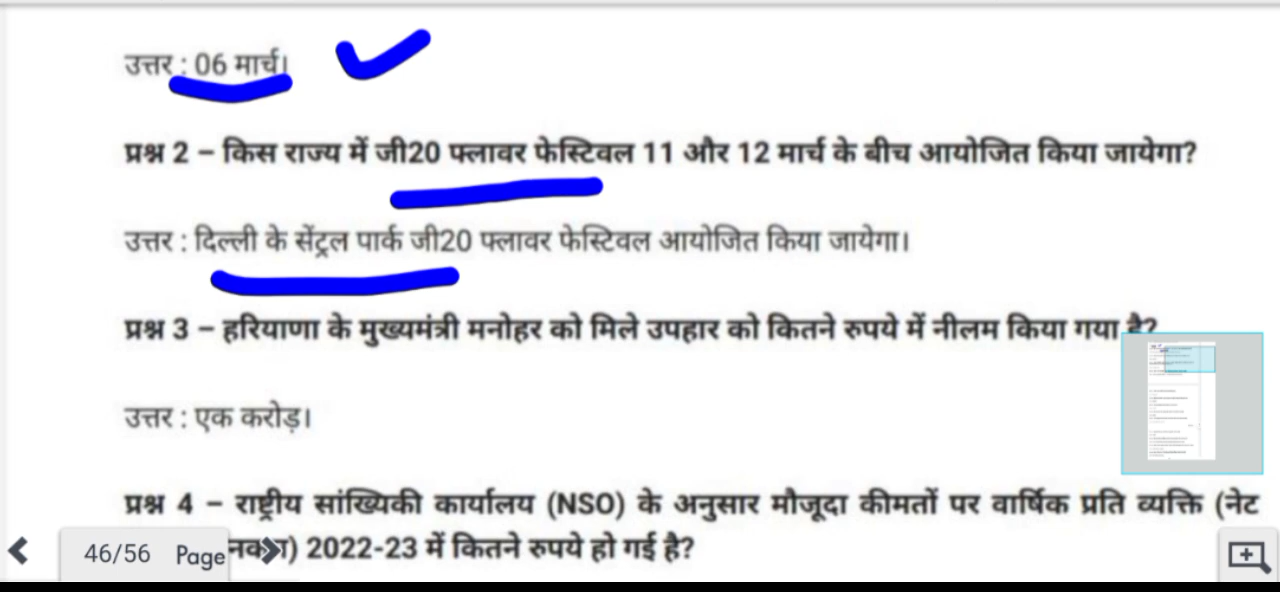 उत्तर : 06 मार्च।
प्रश्न 2 – किस राज्य में जी20 फ्लावर फेस्टिवल 11 और 12 मार्च के बीच आयोजित किया जायेगा?
उत्तर : दिल्ली के सेंट्रल पार्क जी20 फ्लावर फेस्टिवल आयोजित किया जायेगा।
प्रश्न 3 – हरियाणा के मुख्यमंत्री मनोहर को मिले उपहार को कितने रुपये में नीलम किया गया है?
उत्तर : एक करोड़।
प्रश्न 4 – राष्ट्रीय सांख्यिकी कार्यालय (NSO) के अनुसार मौजूदा कीमतों पर वार्षिक प्रति व्यक्ति (नेट
2022-23 में कितने रुपये हो गई है?
46/56 Page